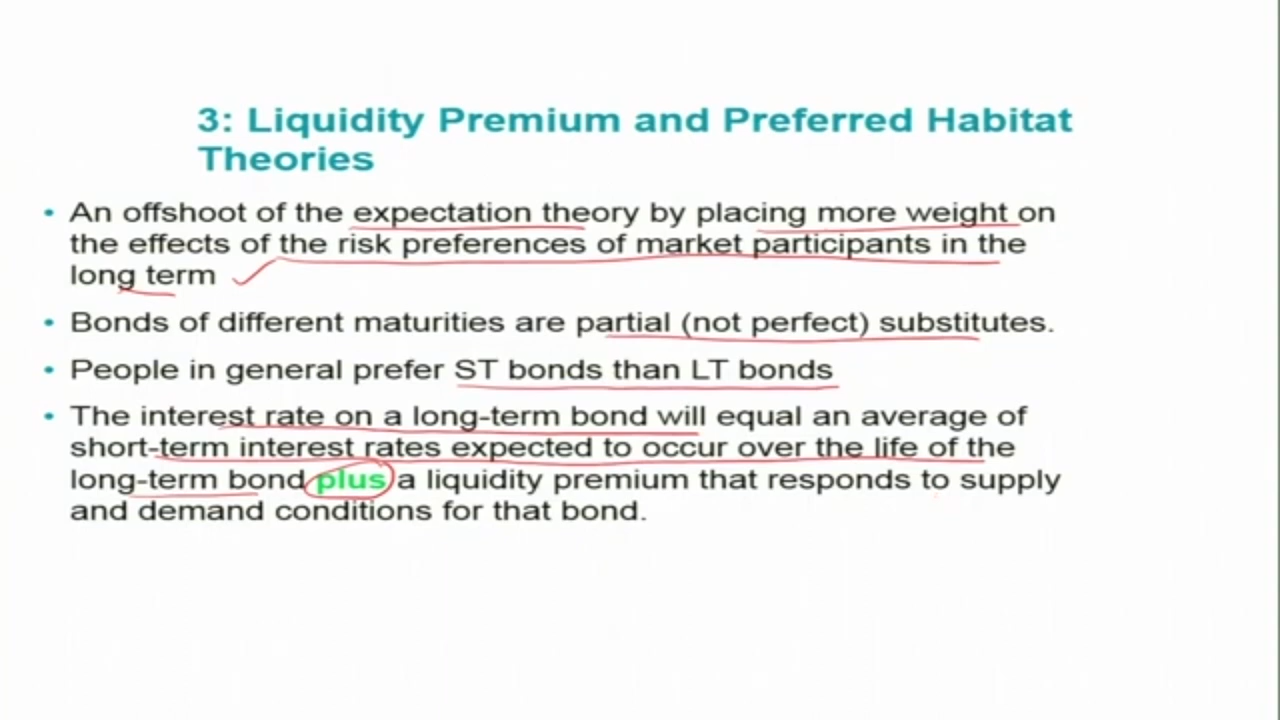 3: Liquidity Premium and Preferred Habitat
Theories
• An offshoot of the expectation theory by placing more weight on
the effects of the risk preferences of market participants in the
long term
• Bonds of different maturities are partial (not perfect) substitutes.
• People in general prefer ST bonds than LT bonds
• The interest rate on a long-term bond will equal an average of
short-term interest rates expected to occur over the life of the
long-term bond plus a liquidity premium that responds to supply
and demand conditions for that bond.